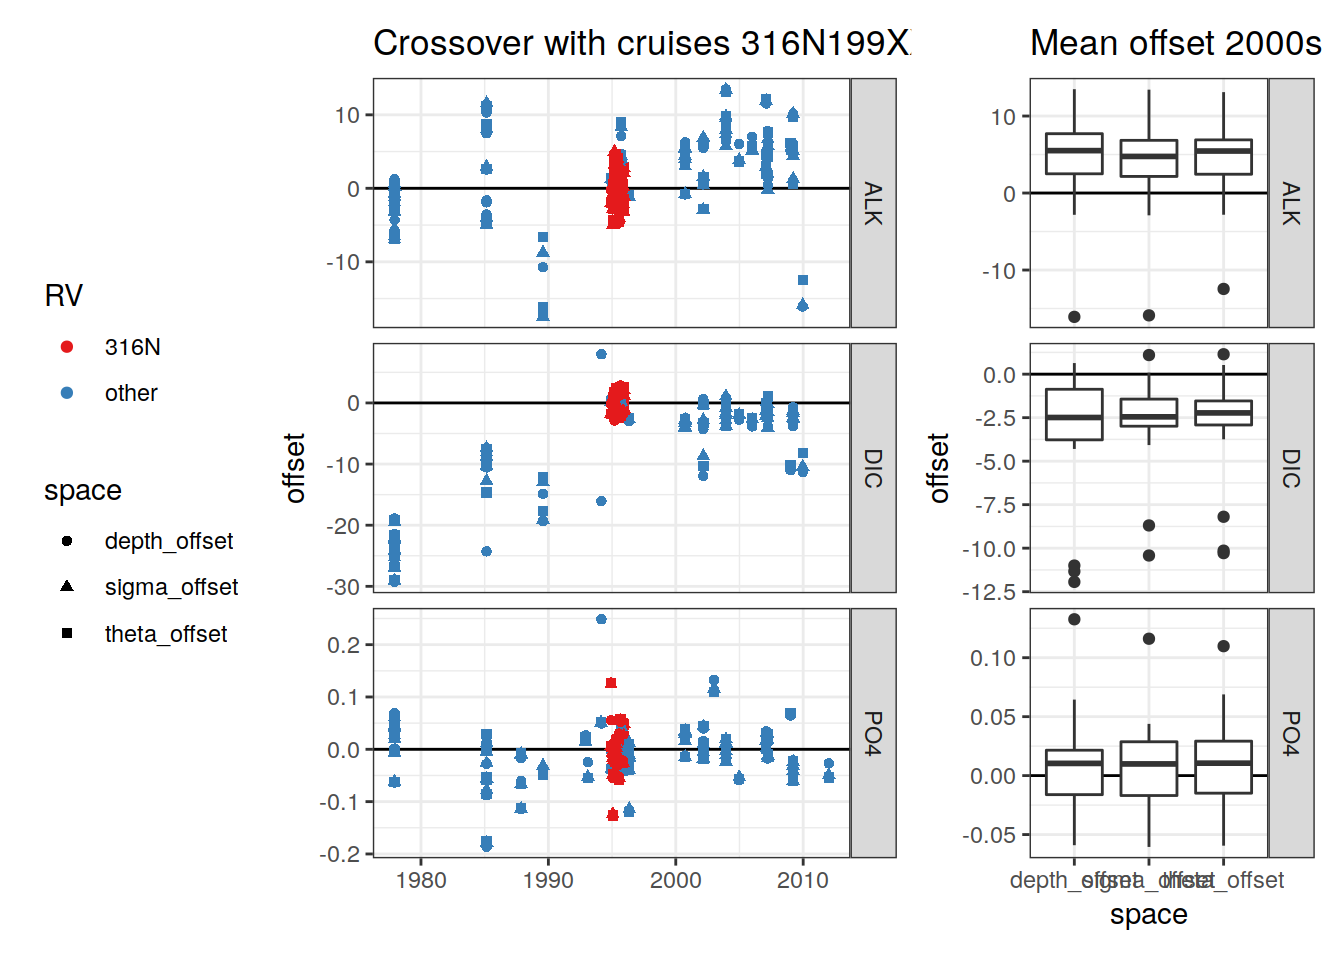 Crossover with cruises 316N199X
Mean offset 2000s
RV
316N
other
space
depth_offset
sigma_offset
theta_offset
offset
10
0
-10
ALK
0
-10
-20
-30
DIC
0.2
0.1
0.0
-0.1
-0.2
PO4
1980
1990
2000
2010
offset
10
0
-10
ALK
0.0
-2.5
-5.0
-7.5
-10.0
-12.5
DIC
0.10
0.05
0.00
-0.05
PO4
depth_offset
sigma_offset
theta_offset
space